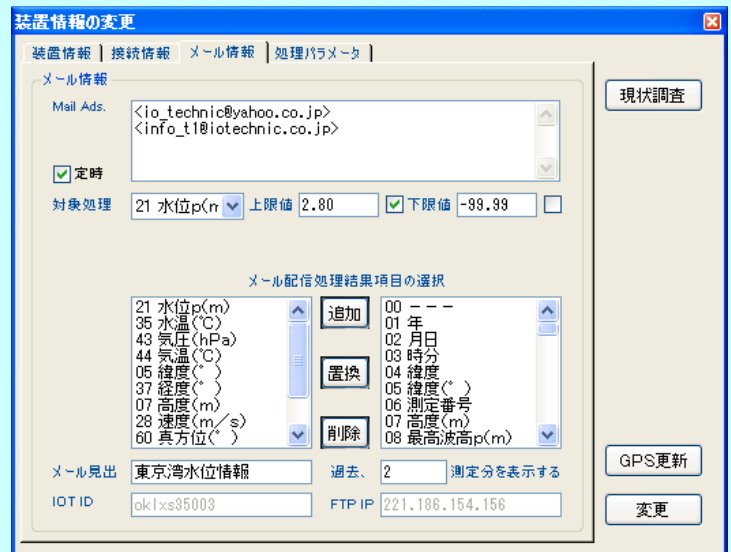 装置情報の変更
装置情報 接続情報 メール情報 処理パラメータ
メール情報
現状調査
Mail Ads.
<io_technic@yahoo.co.jp>
<info_t1@iotechnic.co.jp>
定時
対象処理 21 水位p(m 上限値 2.80 下限値 -99.99
メール配信処理結果項目の選択
21 水位p(m)
35 水温(℃)
43 気圧(hPa)
44 気温(℃)
05 緯度(゜)
37 経度(゜)
07 高度(m)
28 速度(m/s)
60 真方位(゜)
追加
置換
削除
00 ---
01 年
02 月日
03 時分
04 緯度
05 緯度(゜)
06 測定番号
07 高度(m)
08 最高波高p(m)
GPS更新
メール見出 東京湾水位情報 過去、 2 測定分を表示する
IOT ID oklxs35003 FTP IP 221.186.154.156
変更